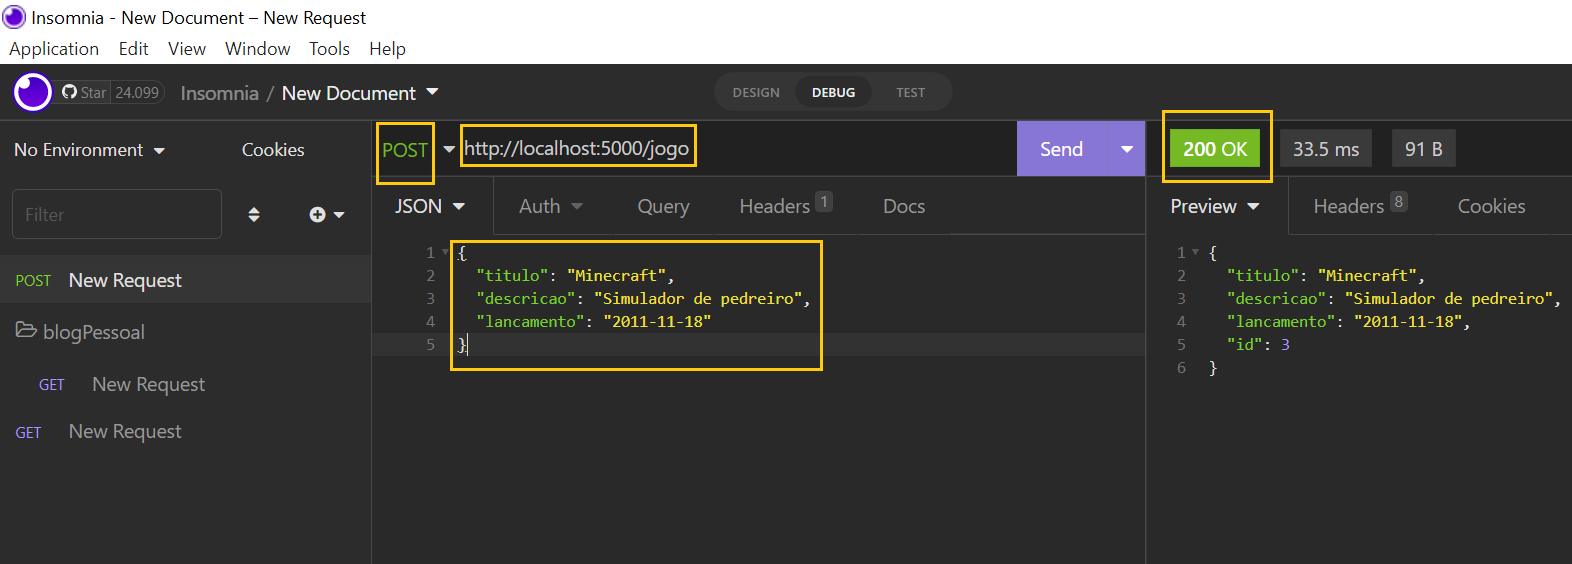 Insomnia - New Document – New Request
Application Edit View Window Tools Help
Star 24.099 Insomnia / New Document DESIGN DEBUG TEST
No Environment Cookies
Filter
POST New Request
blogPessoal
GET New Request
GET New Request
POST http://localhost:5000/jogo Send
JSON Auth Query Headers 1 Docs
1 {
2 "titulo": "Minecraft",
3 "descricao": "Simulador de pedreiro",
4 "lancamento": "2011-11-18"
5 }
200 OK 33.5 ms 91 B
Preview Headers 8 Cookies
1 {
2 "titulo": "Minecraft",
3 "descricao": "Simulador de pedreiro",
4 "lancamento": "2011-11-18",
5 "id": 3
6 }